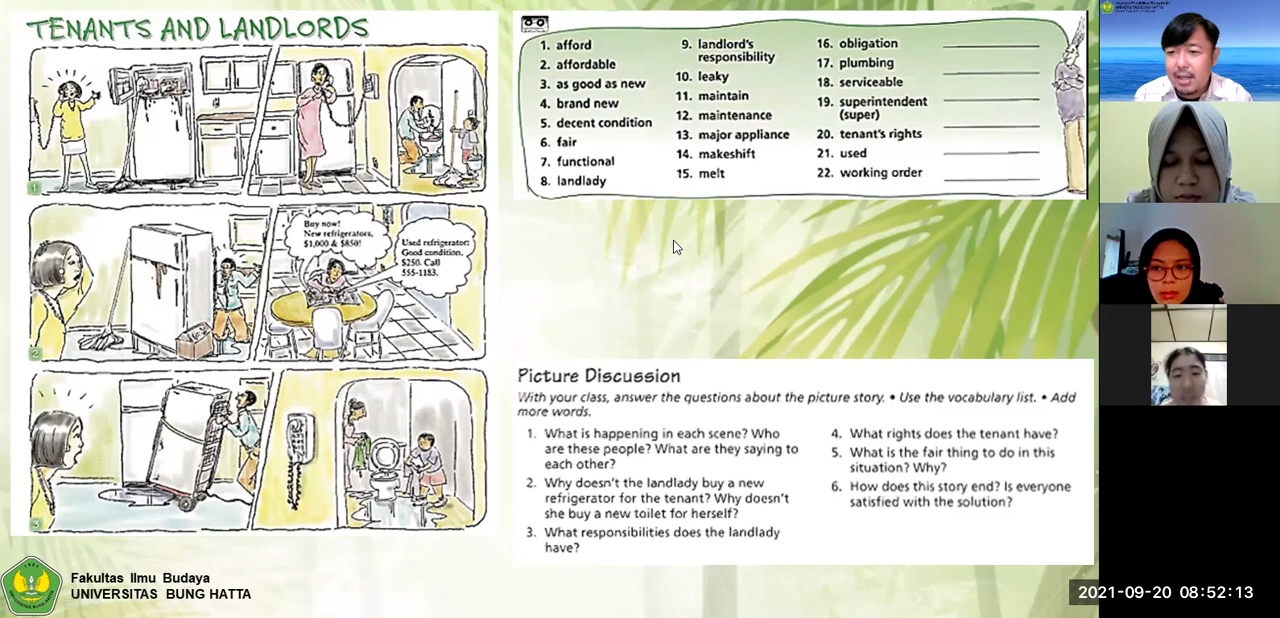 TENANTS AND LANDLORDS
1
Buy now!
New refrigerators,
$1,000 & $850!
Used refrigerator:
Good condition,
$250. Call
555-1183.
2
3
1. afford
2. affordable
3. as good as new
4. brand new
5. decent condition
6. fair
7. functional
8. landlady
9. landlord's
responsibility
10. leaky
11. maintain
12. maintenance
13. major appliance
14. makeshift
15. melt
16. obligation
17. plumbing
18. serviceable
19. superintendent
(super)
20. tenant's rights
21. used
22. working order
Picture Discussion
With your class, answer the questions about the picture story. • Use the vocabulary list. • Add
more words.
1. What is happening in each scene? Who
are these people? What are they saying to
each other?
2. Why doesn't the landlady buy a new
refrigerator for the tenant? Why doesn't
she buy a new toilet for herself?
3. What responsibilities does the landlady
have?
4. What rights does the tenant have?
5. What is the fair thing to do in this
situation? Why?
6. How does this story end? Is everyone
satisfied with the solution?
Fakultas Ilmu Budaya
UNIVERSITAS BUNG HATTA
UNIVERSITAS BUNG HATTA
2021-09-20 08:52:13